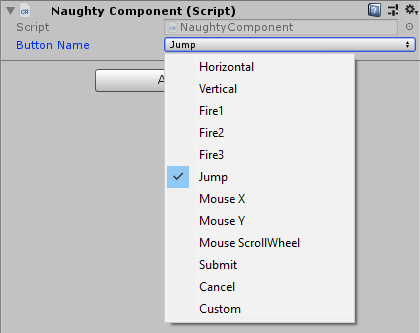 Naughty Component (Script)
Script NaughtyComponent
Button Name Jump
A
Horizontal
Vertical
Fire1
Fire2
Fire3
Jump
Mouse X
Mouse Y
Mouse ScrollWheel
Submit
Cancel
Custom